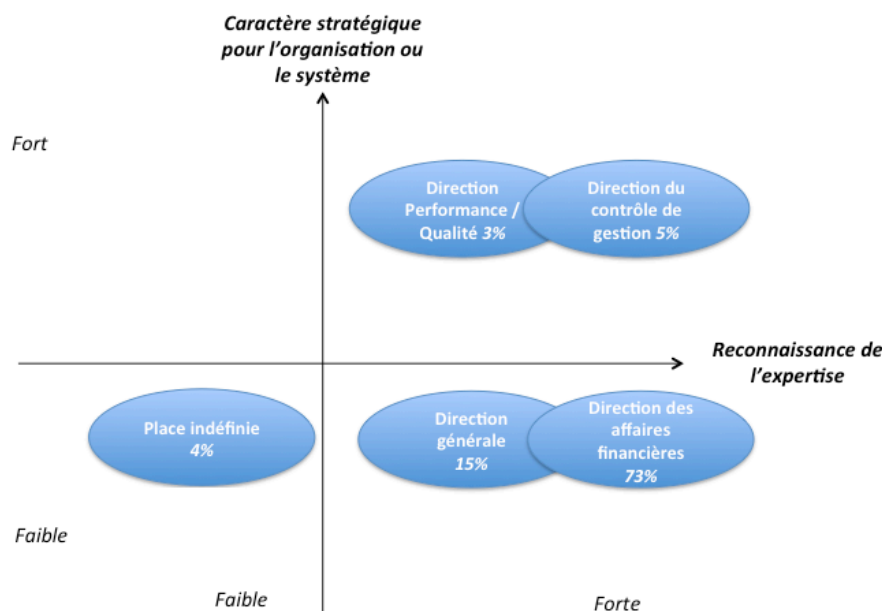 Caractère stratégique
pour l'organisation ou
le système
Fort
Direction
Performance /
Qualité 3%
Direction du
contrôle de
gestion 5%
Reconnaissance de
l'expertise
Place indéfinie
4%
Direction
générale
15%
Direction des
affaires
financières
73%
Faible
Faible
Forte